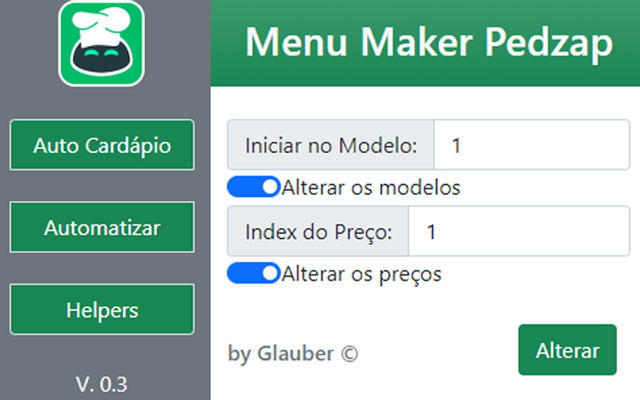 Menu Maker Pedzap
Auto Cardápio
Automatizar
Helpers
V. 0.3
Iniciar no Modelo: 1
Alterar os modelos
Index do Preço: 1
Alterar os preços
by Glauber ©
Alterar